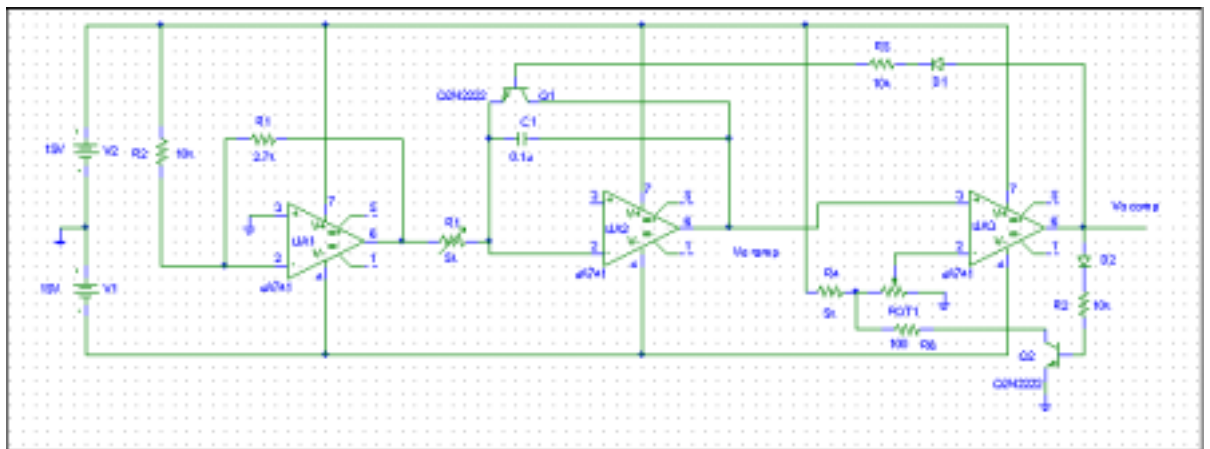 R5
10k
D1
Q2N2222
Q1
C1
0.1u
R1
2.7k
15V
V2
R2
10k
3
2
7
5
6
1
4
UA1
uA741
R1
5k
3
2
7
5
6
1
4
UA2
uA741
Vo ramp
3
2
7
5
6
1
4
UA3
uA741
Vo comp
15V
V1
R4
5k
POT1
100
R6
D2
R2
10k
Q2
Q2N2222